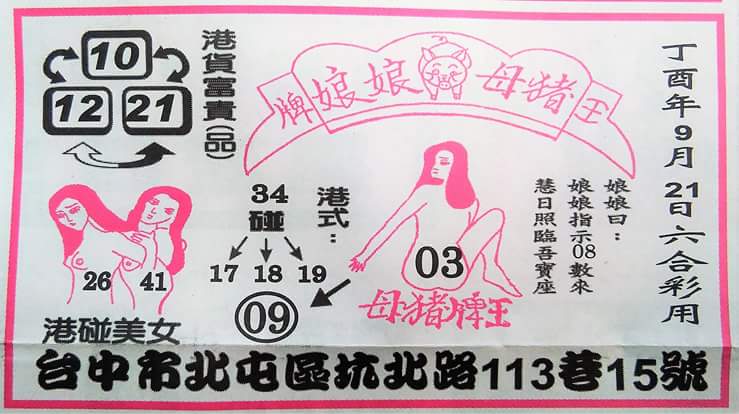 丁酉年9月21日六合彩用
娘娘 母猪
牌 王
港貨富貴(品)
10
12 21
娘娘曰：
娘娘指示08數來
慧日照臨吾寶座
港式：
34
碰
17 18 19
09
03
母猪牌王
26 41
港碰美女
台中市北屯區坑北路113巷15號